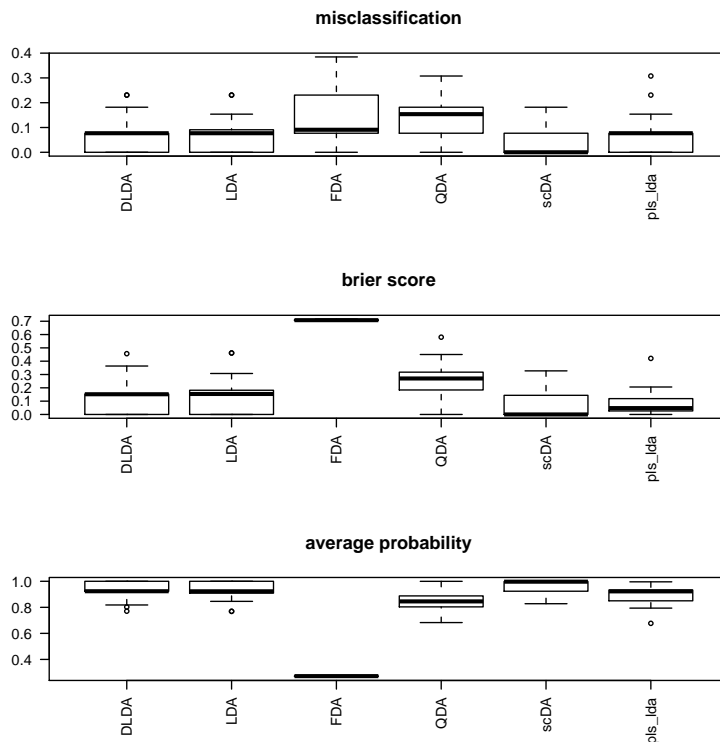 misclassification
0.4
0.3
0.2
0.1
0.0
DLDA
LDA
FDA
QDA
scDA
pls_lda
brier score
0.7
0.6
0.5
0.4
0.3
0.2
0.1
0.0
DLDA
LDA
FDA
QDA
scDA
pls_lda
average probability
1.0
0.8
0.6
0.4
DLDA
LDA
FDA
QDA
scDA
pls_lda